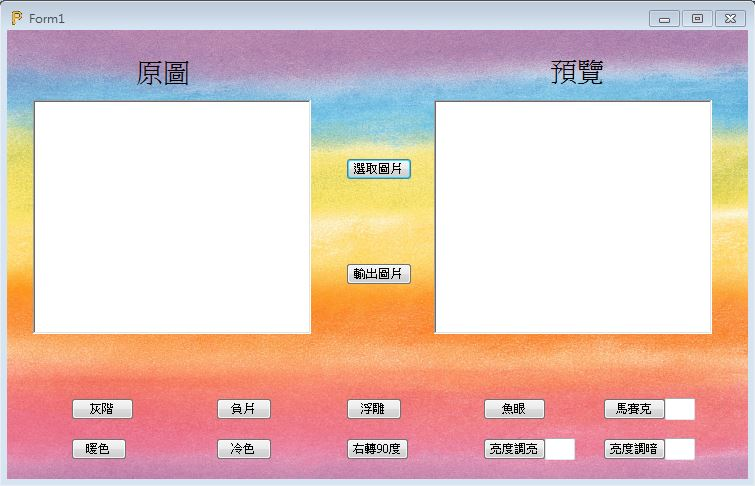 Form1
原圖
預覽
選取圖片
輸出圖片
灰階
負片
浮雕
魚眼
馬賽克
暖色
冷色
右轉90度
亮度調亮
亮度調暗